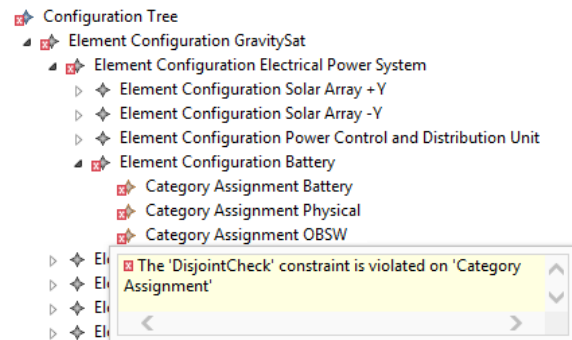 Configuration Tree
Element Configuration GravitySat
Element Configuration Electrical Power System
Element Configuration Solar Array +Y
Element Configuration Solar Array -Y
Element Configuration Power Control and Distribution Unit
Element Configuration Battery
Category Assignment Battery
Category Assignment Physical
Category Assignment OBSW
The 'DisjointCheck' constraint is violated on 'Category
Assignment'